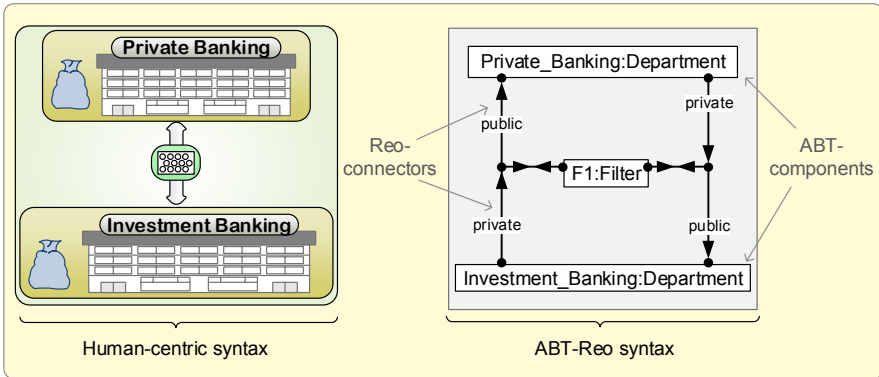 Private Banking
Investment Banking
Human-centric syntax
Reo-
connectors
Private_Banking:Department
private
public
F1:Filter
private
public
Investment_Banking:Department
ABT-
components
ABT-Reo syntax